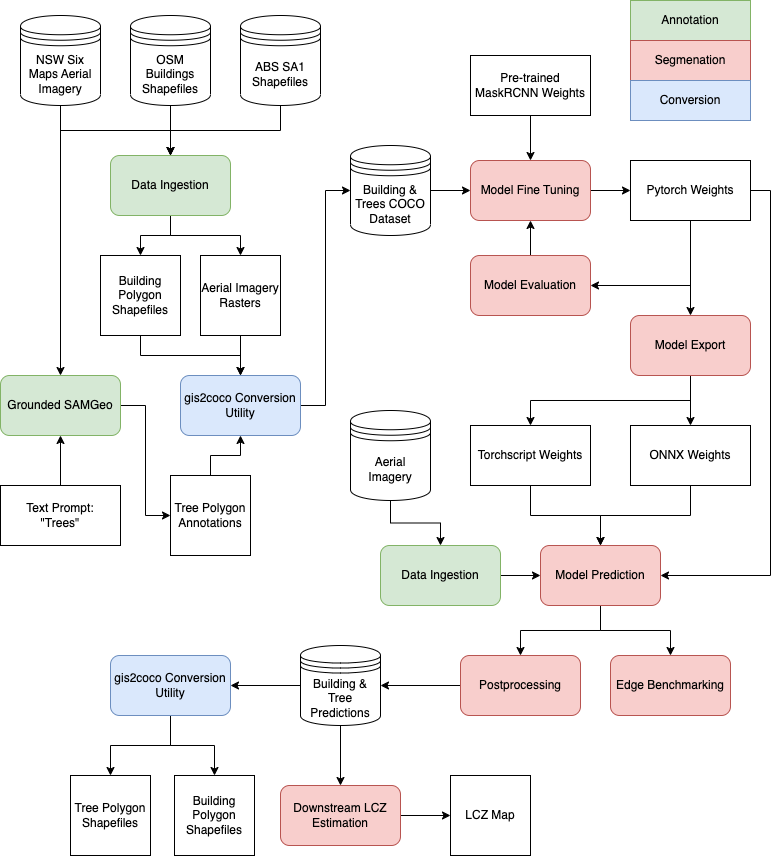 NSW Six
Maps Aerial
Imagery
OSM
Buildings
Shapefiles
ABS SA1
Shapefiles
Pre-trained
MaskRCNN Weights
Annotation
Segmenation
Conversion
Data Ingestion
Building &
Trees COCO
Dataset
Model Fine Tuning
Pytorch Weights
Building
Polygon
Shapefiles
Aerial Imagery
Rasters
Model Evaluation
Model Export
Grounded SAMGeo
gis2coco Conversion
Utility
Aerial
Imagery
Torchscript Weights
ONNX Weights
Text Prompt:
"Trees"
Tree Polygon
Annotations
Data Ingestion
Model Prediction
gis2coco Conversion
Utility
Building &
Tree
Predictions
Postprocessing
Edge Benchmarking
Tree Polygon
Shapefiles
Building
Polygon
Shapefiles
Downstream LCZ
Estimation
LCZ Map